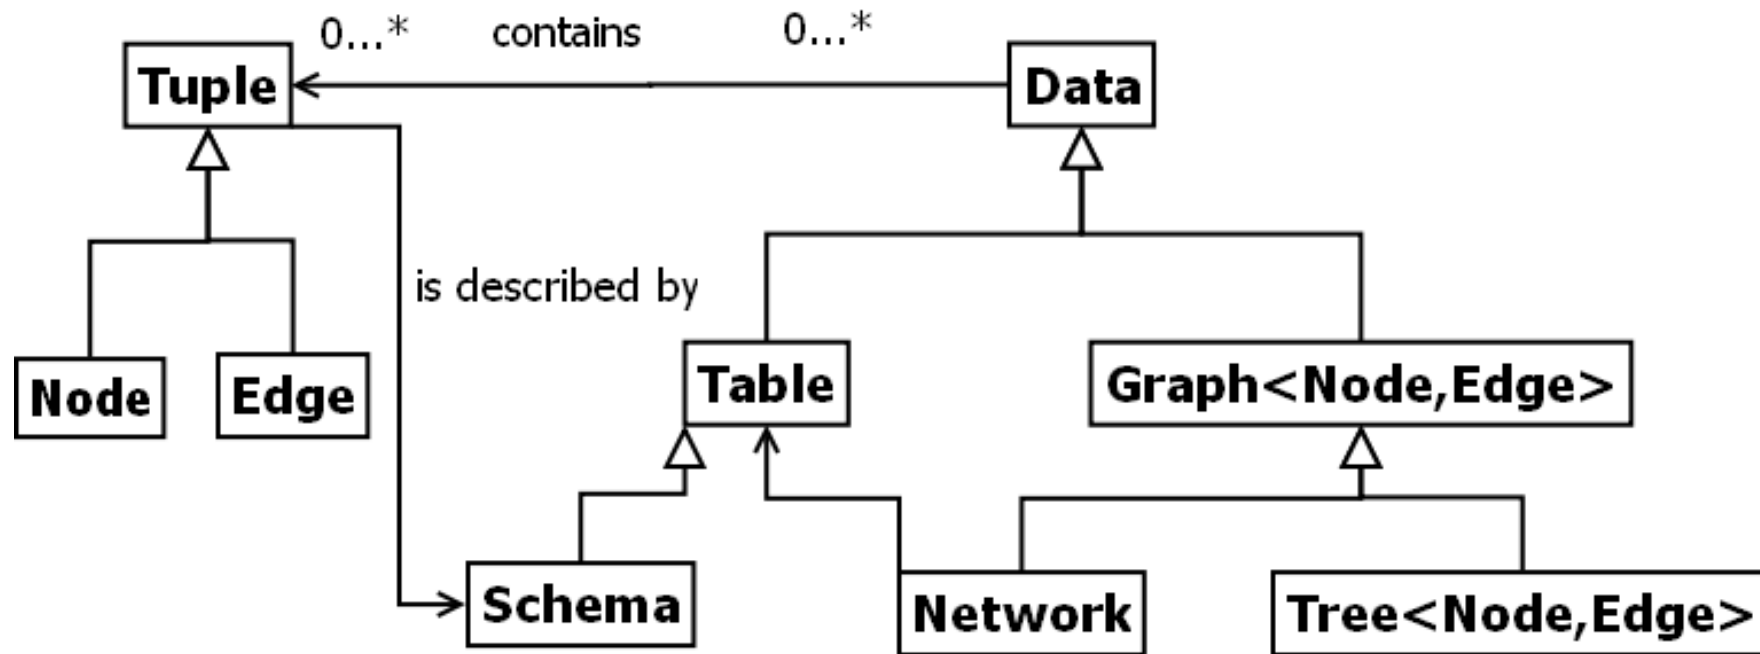 0...* contains 0...*
Tuple Data
is described by
Node Edge Table Graph<Node,Edge>
Schema Network Tree<Node,Edge>